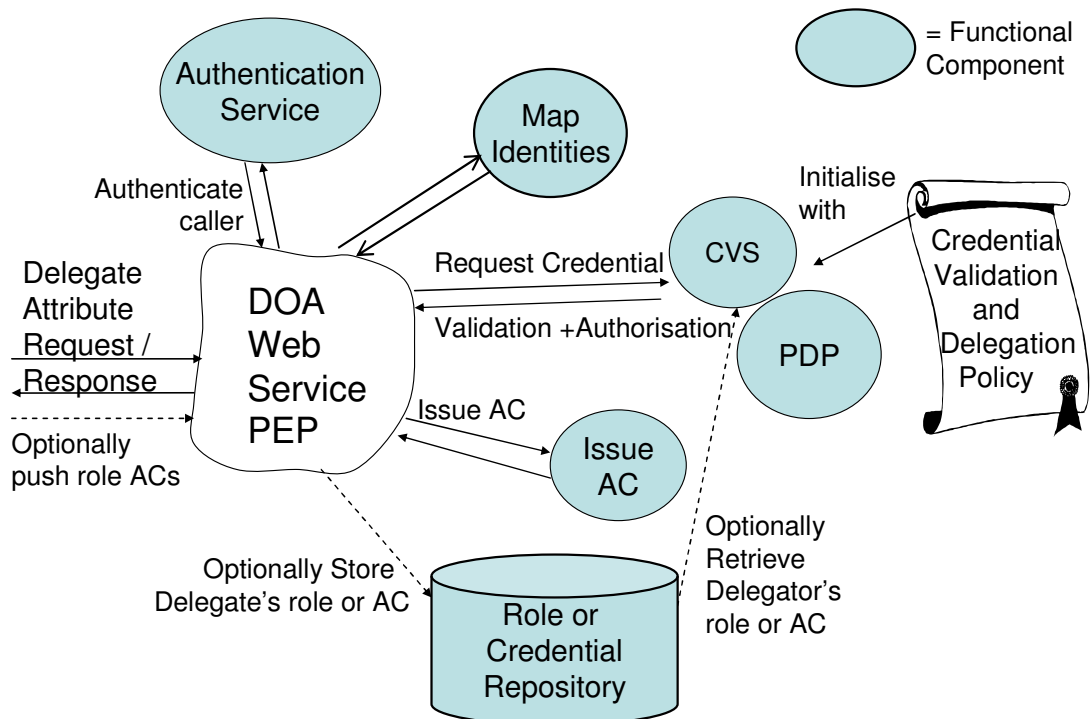 Authentication
Service
= Functional
Component
Map
Identities
Authenticate
caller
Initialise
with
Delegate
Attribute
Request /
Response
DOA
Web
Service
PEP
Request Credential
Validation +Authorisation
CVS
PDP
Credential
Validation
and
Delegation
Policy
Optionally
push role ACs
Issue AC
Issue
AC
Optionally Store
Delegate's role or AC
Role or
Credential
Repository
Optionally
Retrieve
Delegator's
role or AC